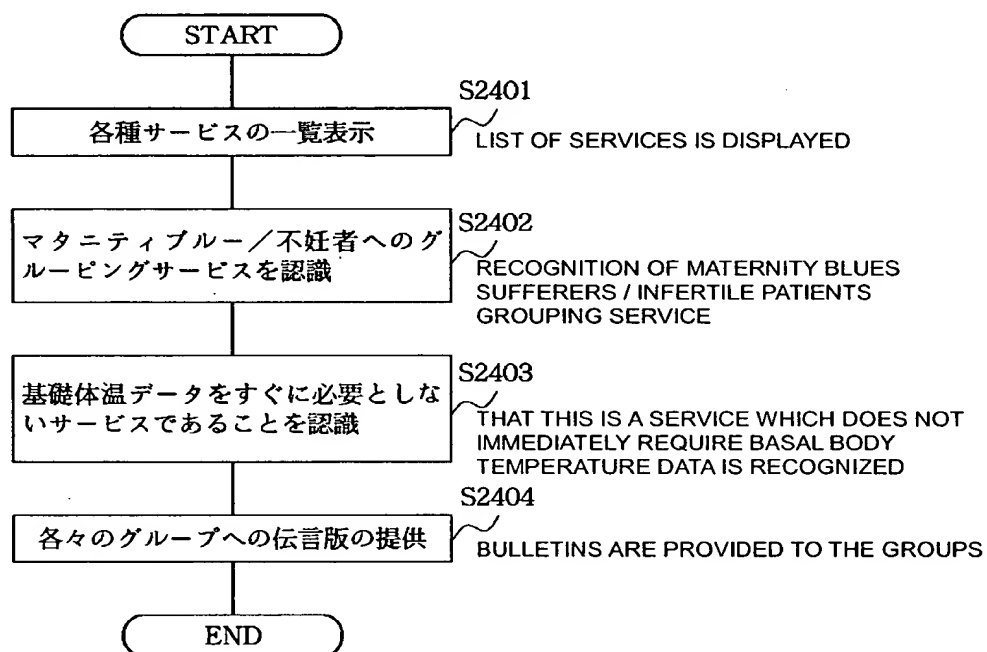 START
S2401
各種サービスの一覧表示
LIST OF SERVICES IS DISPLAYED
S2402
マタニティブルー／不妊者へのグ
ルーピングサービスを認識
RECOGNITION OF MATERNITY BLUES
SUFFERERS / INFERTILE PATIENTS
GROUPING SERVICE
S2403
基礎体温データをすぐに必要としな
いサービスであることを認識
THAT THIS IS A SERVICE WHICH DOES NOT
IMMEDIATELY REQUIRE BASAL BODY
TEMPERATURE DATA IS RECOGNIZED
S2404
各々のグループへの伝言版の提供
BULLETINS ARE PROVIDED TO THE GROUPS
END